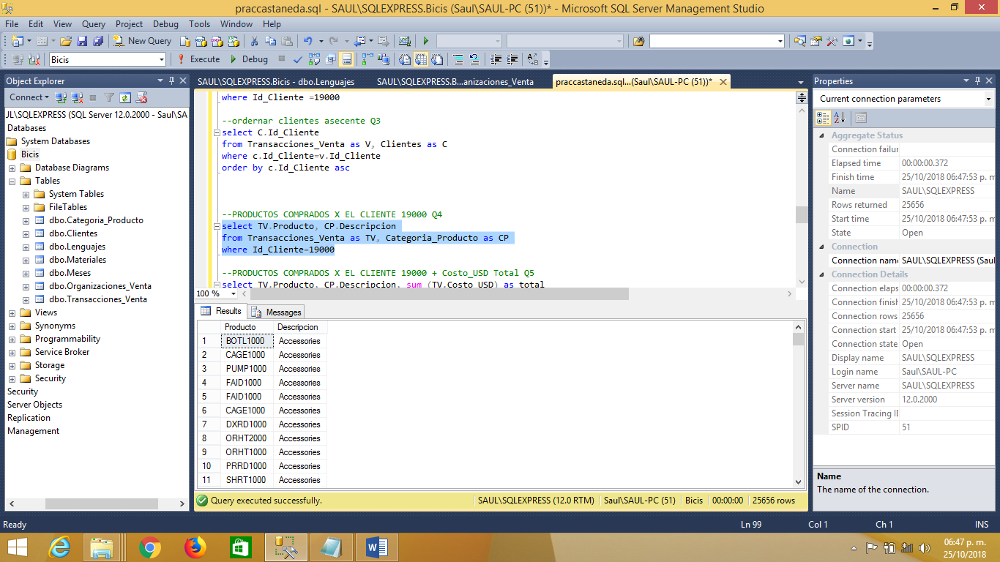 praccastaneda.sql - SAUL\SQLEXPRESS.Bicis (Saul\SAUL-PC (51))* - Microsoft SQL Server Management Studio
File Edit View Query Project Debug Tools Window Help
New Query
Bicis Execute Debug
Object Explorer
Connect
JL\SQLEXPRESS (SQL Server 12.0.2000 - Saul\SA
Databases
System Databases
Bicis
Database Diagrams
Tables
System Tables
FileTables
dbo.Categoria_Producto
dbo.Clientes
dbo.Lenguajes
dbo.Materiales
dbo.Meses
dbo.Organizaciones_Venta
dbo.Transacciones_Venta
Views
Synonyms
Programmability
Service Broker
Storage
Security
Security
Server Objects
Replication
Management
SAUL\SQLEXPRESS.Bicis - dbo.Lenguajes SAUL\SQLEXPRESS.B...anizaciones_Venta praccastaneda.sql...(Saul\SAUL-PC (51))*
where Id_Cliente =19000
--ordernar clientes asecente Q3
select C.Id_Cliente
from Transacciones_Venta as V, Clientes as C
where c.Id_Cliente=v.Id_Cliente
order by c.Id_Cliente asc
--PRODUCTOS COMPRADOS X EL CLIENTE 19000 Q4
select TV.Producto, CP.Descripcion
from Transacciones_Venta as TV, Categoria_Producto as CP
where Id_Cliente=19000
--PRODUCTOS COMPRADOS X EL CLIENTE 19000 + Costo_USD Total Q5
select TV.Producto, CP.Descripcion, sum (TV.Costo_USD) as total
100 %
Results Messages
Producto Descripcion
1 BOTL1000 Accessories
2 CAGE1000 Accessories
3 PUMP1000 Accessories
4 FAID1000 Accessories
5 FAID1000 Accessories
6 CAGE1000 Accessories
7 DXRD1000 Accessories
8 ORHT2000 Accessories
9 ORHT1000 Accessories
10 PRRD1000 Accessories
11 SHRT1000 Accessories
Query executed successfully. SAUL\SQLEXPRESS (12.0 RTM) Saul\SAUL-PC (51) Bicis 00:00:00 25656 rows
Properties
Current connection parameters
Aggregate Status
Connection failur
Elapsed time 00:00:00.372
Finish time 25/10/2018 06:47:53 p. m
Name SAUL\SQLEXPRESS
Rows returned 25656
Start time 25/10/2018 06:47:53 p. m
State Open
Connection
Connection name SAUL\SQLEXPRESS (Saul
Connection Details
Connection elaps 00:00:00.372
Connection finish 25/10/2018 06:47:53 p. m
Connection rows 25656
Connection start 25/10/2018 06:47:53 p. m
Connection state Open
Display name SAUL\SQLEXPRESS
Login name Saul\SAUL-PC
Server name SAUL\SQLEXPRESS
Server version 12.0.2000
Session Tracing ID
SPID 51
Name
The name of the connection.
Ready Ln 99 Col 1 Ch 1 INS
06:47 p. m.
25/10/2018